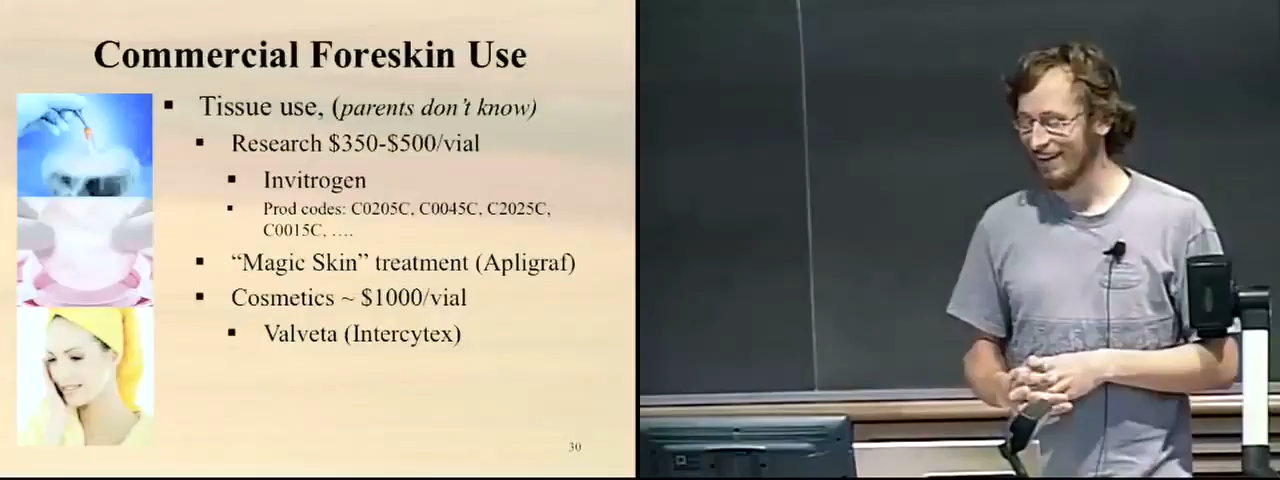 Commercial Foreskin Use
▪ Tissue use, (parents don't know)
▪ Research $350-$500/vial
▪ Invitrogen
▪ Prod codes: C0205C, C0045C, C2025C,
C0015C, ….
▪ “Magic Skin” treatment (Apligraf)
▪ Cosmetics ~ $1000/vial
▪ Valveta (Intercytex)
30